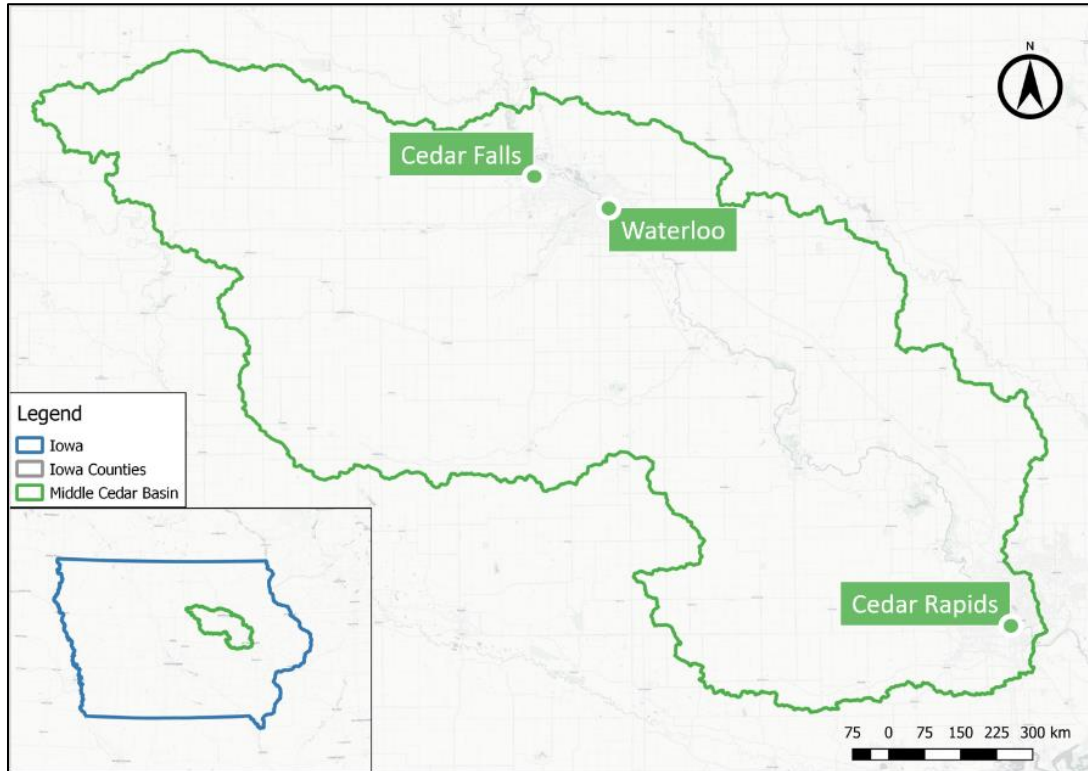 N
Cedar Falls
Waterloo
Legend
Iowa
Iowa Counties
Middle Cedar Basin
Cedar Rapids
75 0 75 150 225 300 km